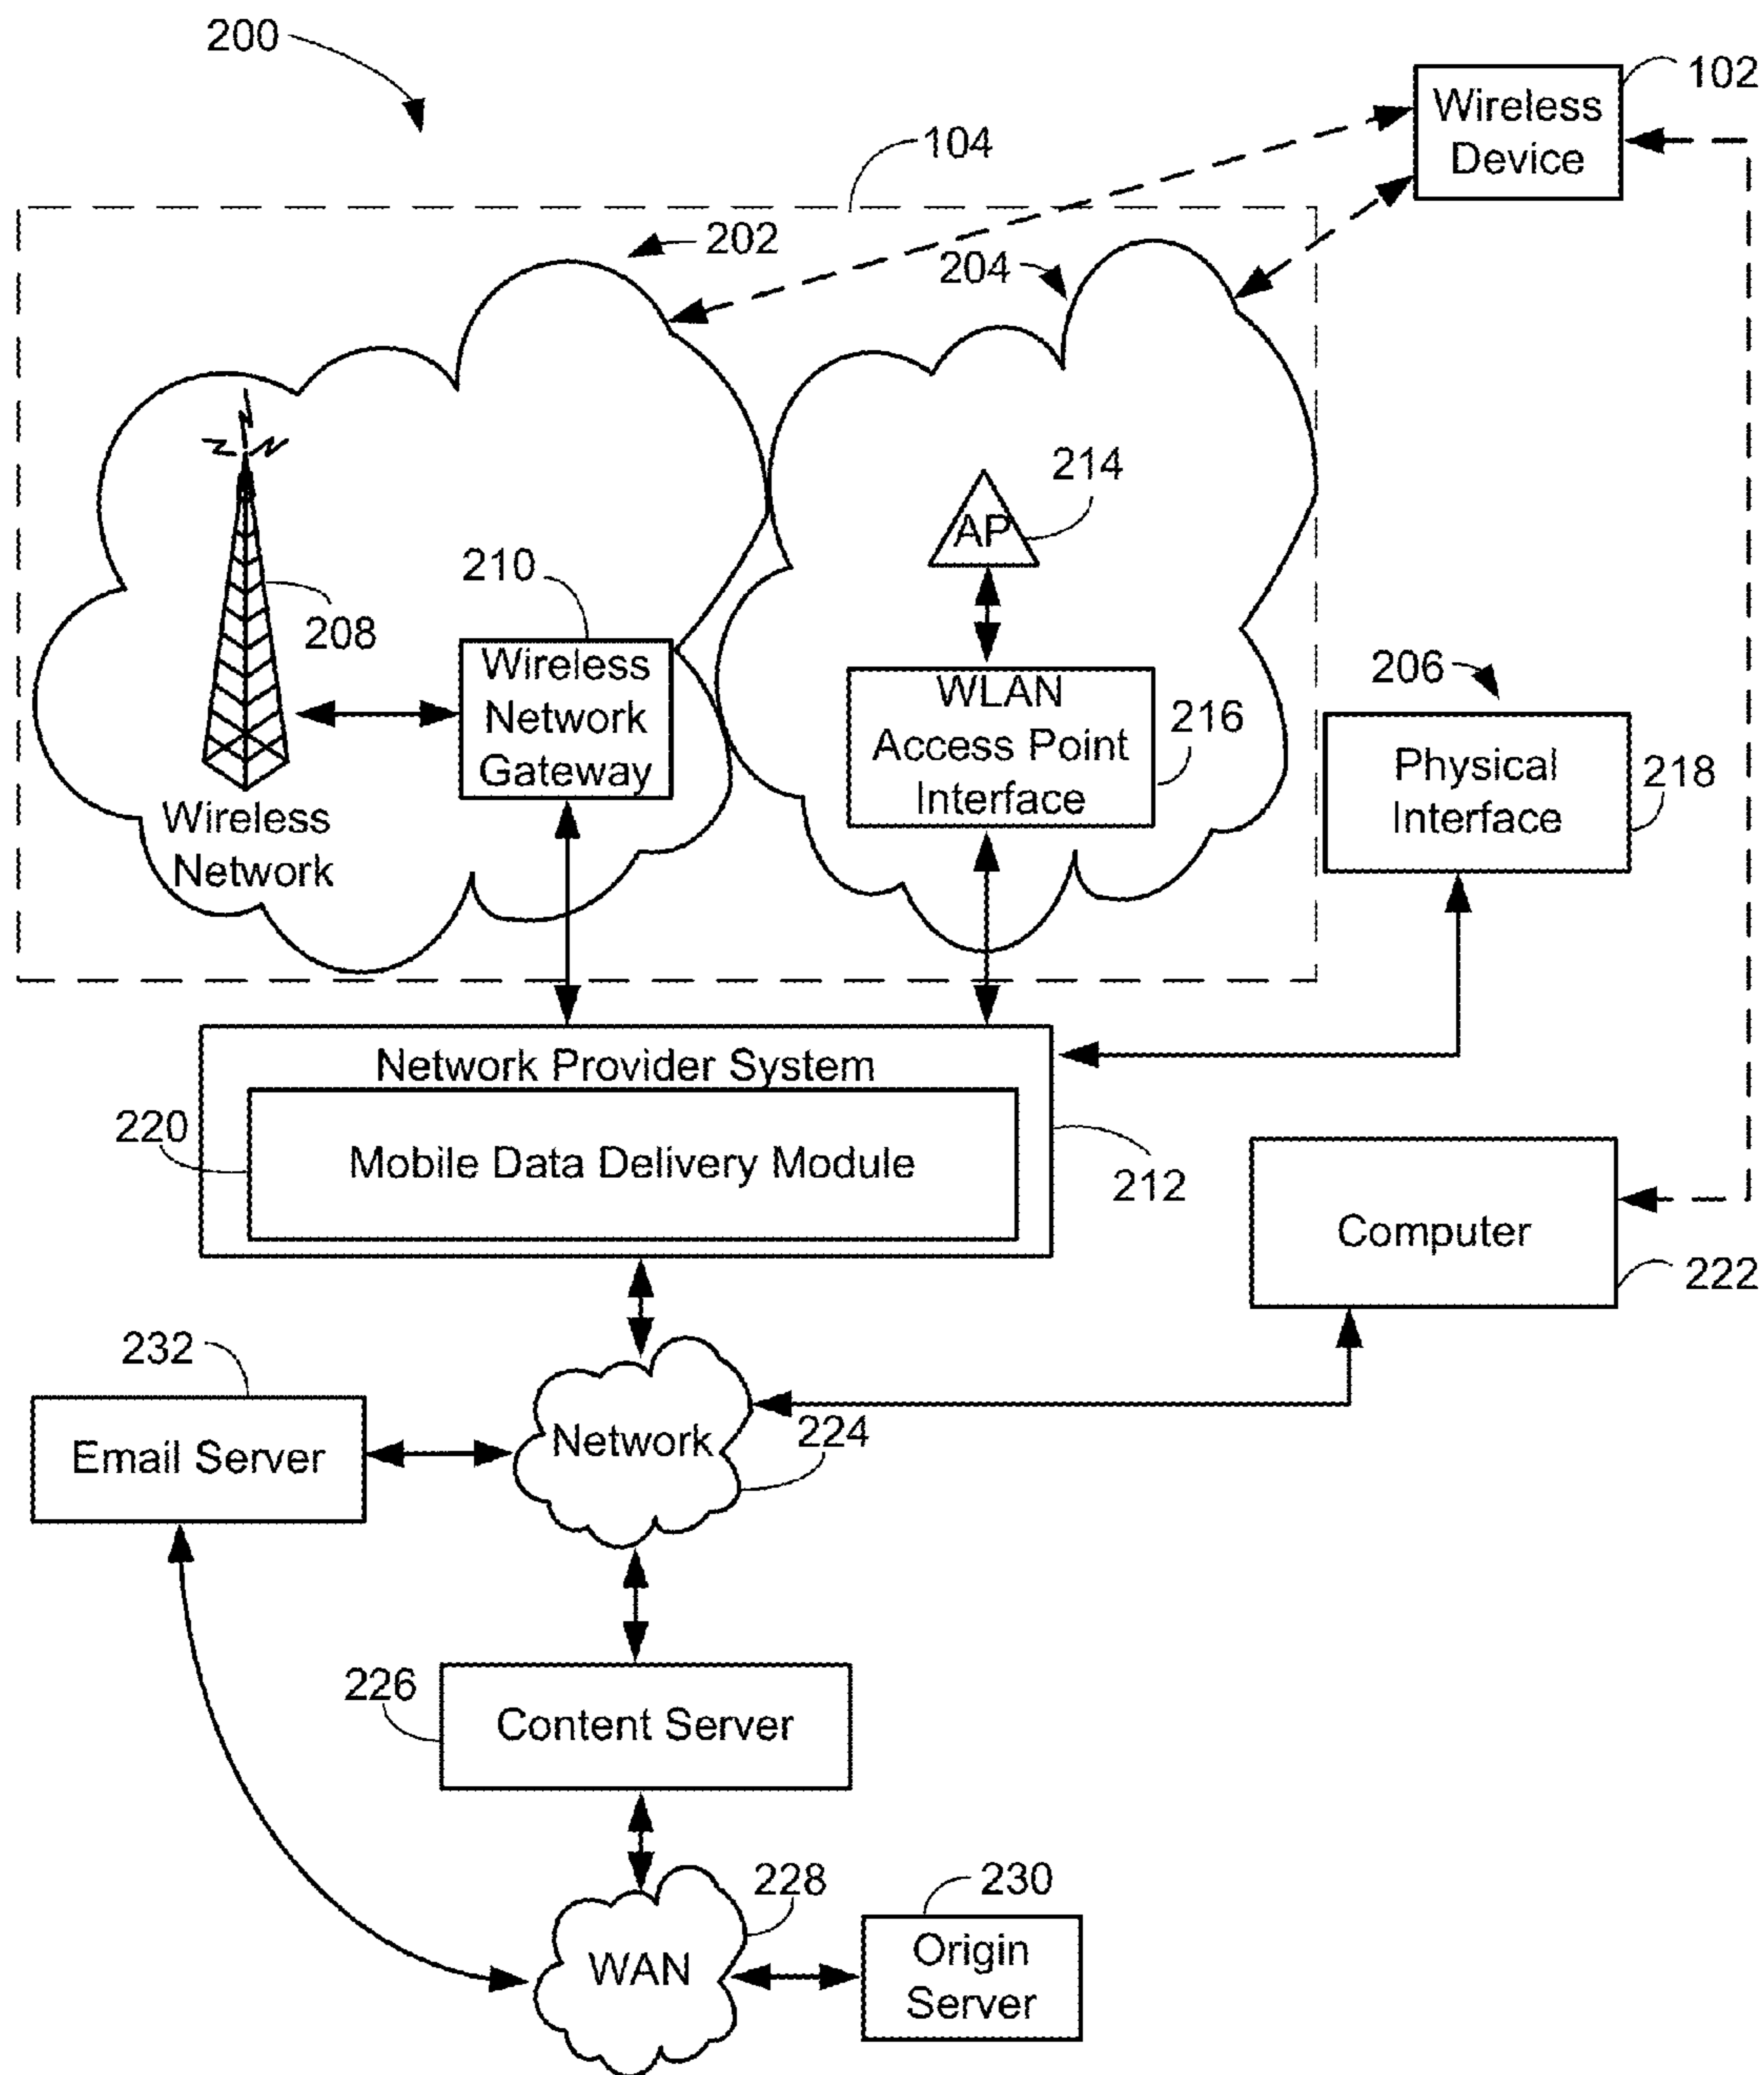 200
102
Wireless
Device
104
202
204
214
AP
210
208
Wireless
Network
Gateway
WLAN
Access Point
Interface
216
206
Physical
Interface
218
Wireless
Network
Network Provider System
220
Mobile Data Delivery Module
212
Computer
222
232
Email Server
Network
224
226
Content Server
228
WAN
230
Origin
Server